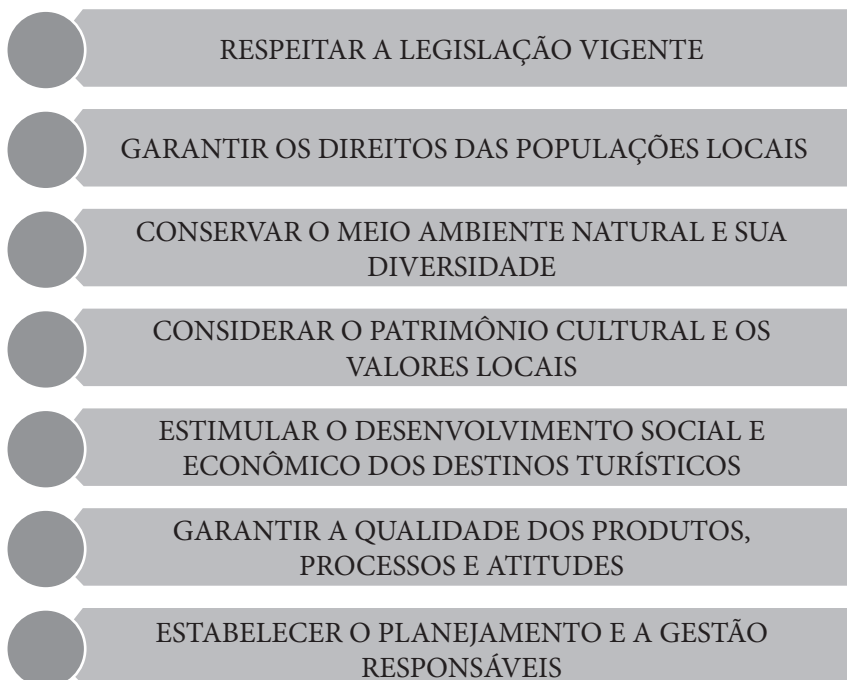 RESPEITAR A LEGISLAÇÃO VIGENTE
GARANTIR OS DIREITOS DAS POPULAÇÕES LOCAIS
CONSERVAR O MEIO AMBIENTE NATURAL E SUA
DIVERSIDADE
CONSIDERAR O PATRIMÔNIO CULTURAL E OS
VALORES LOCAIS
ESTIMULAR O DESENVOLVIMENTO SOCIAL E
ECONÔMICO DOS DESTINOS TURÍSTICOS
GARANTIR A QUALIDADE DOS PRODUTOS,
PROCESSOS E ATITUDES
ESTABELECER O PLANEJAMENTO E A GESTÃO
RESPONSÁVEIS